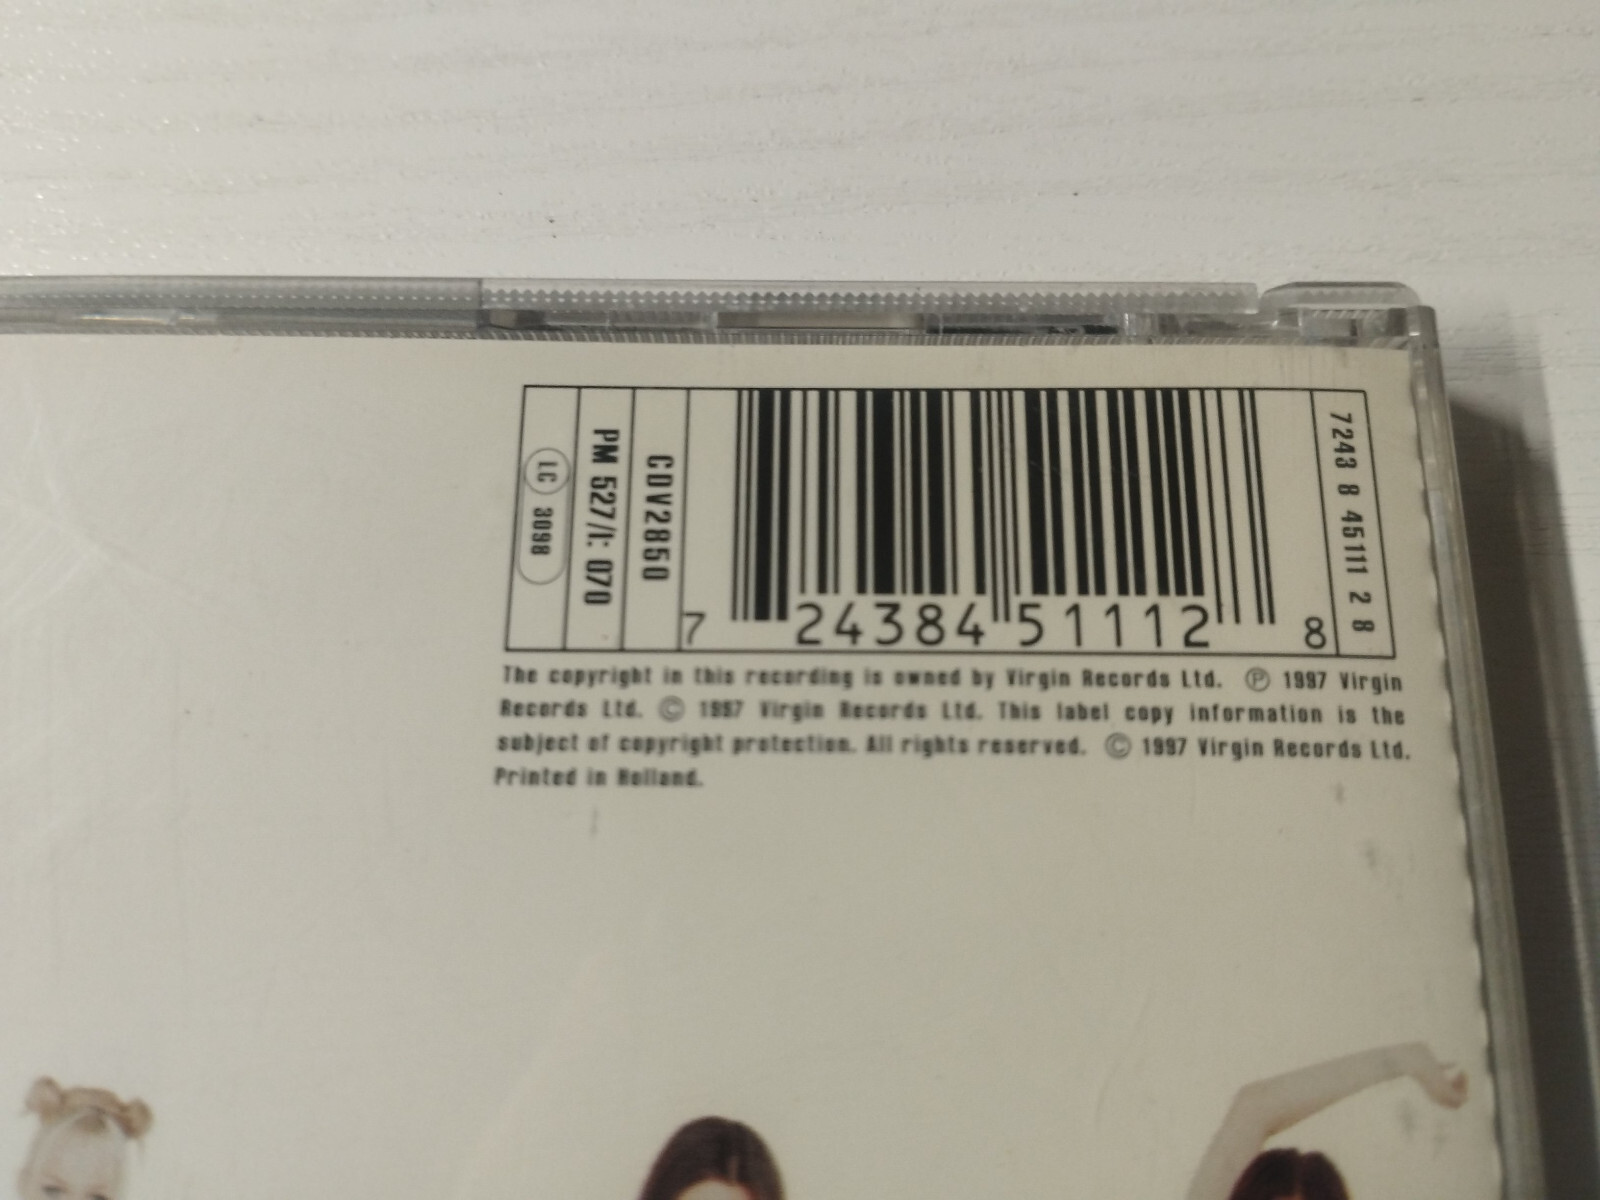 LC 3098
PM 527/I: 070
CDV2850
7 24384 51112 8
7243 8 45111 2 8
The copyright in this recording is owned by Virgin Records Ltd. Ⓟ 1997 Virgin
Records Ltd. © 1997 Virgin Records Ltd. This label copy information is the
subject of copyright protection. All rights reserved. © 1997 Virgin Records Ltd.
Printed in Holland.